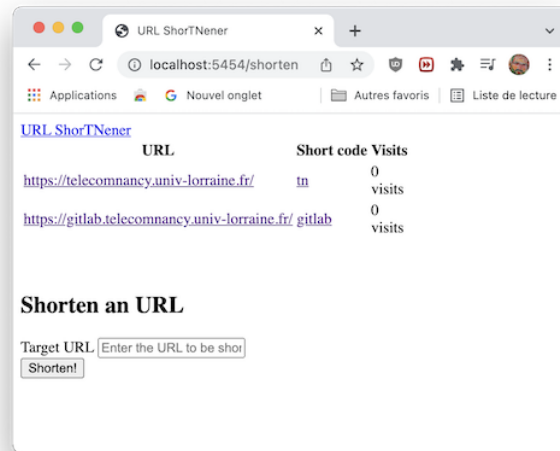 URL ShorTNener
localhost:5454/shorten
Applications
Nouvel onglet
Autres favoris
Liste de lecture
URL ShorTNener
URL Short code Visits
https://telecomnancy.univ-lorraine.fr/ tn 0 visits
https://gitlab.telecomnancy.univ-lorraine.fr/ gitlab 0 visits
Shorten an URL
Target URL Enter the URL to be shor
Shorten!